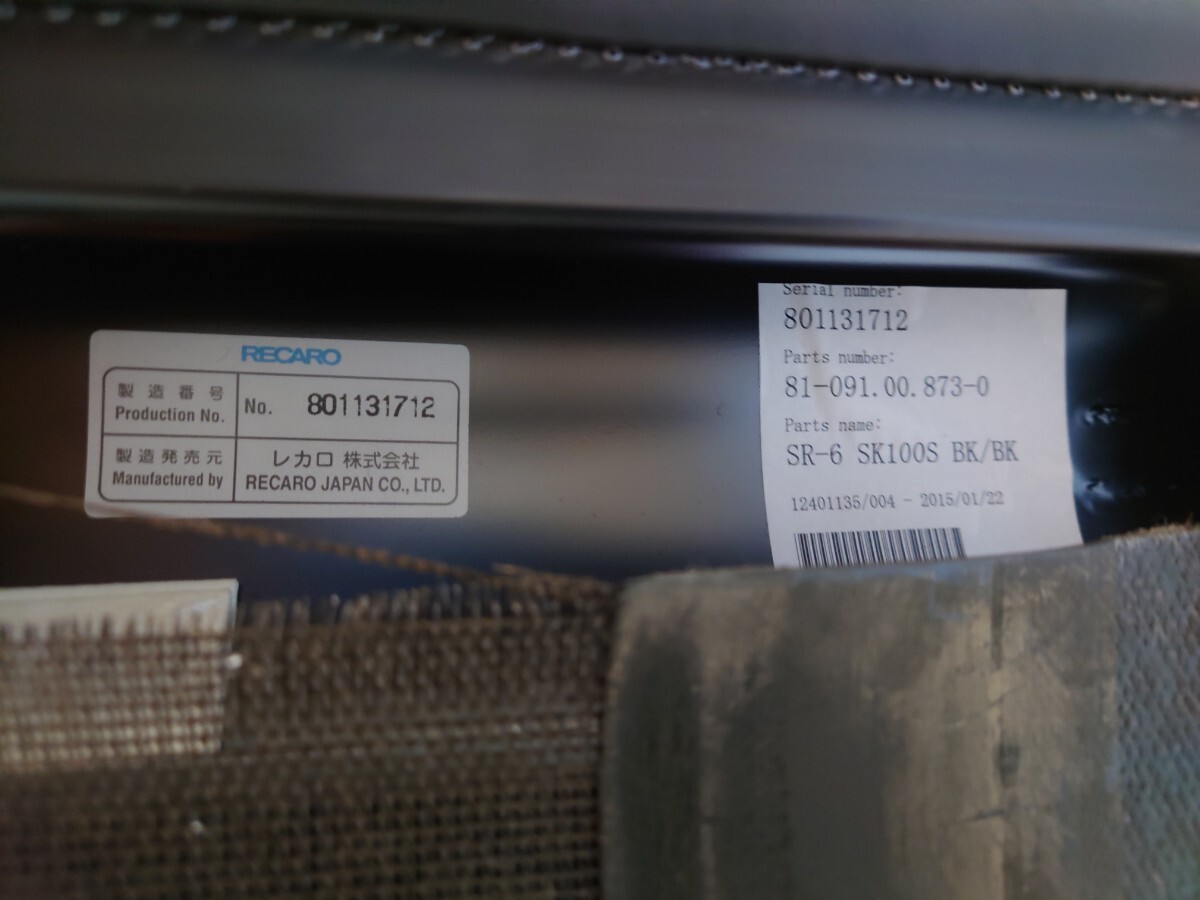 RECARO
製造番号
Production No.
No. 801131712
製造発売元
Manufactured by
レカロ 株式会社
RECARO JAPAN CO., LTD.
Serial number:
801131712
Parts number:
81-091.00.873-0
Parts name:
SR-6 SK100S BK/BK
12401135/004 - 2015/01/22